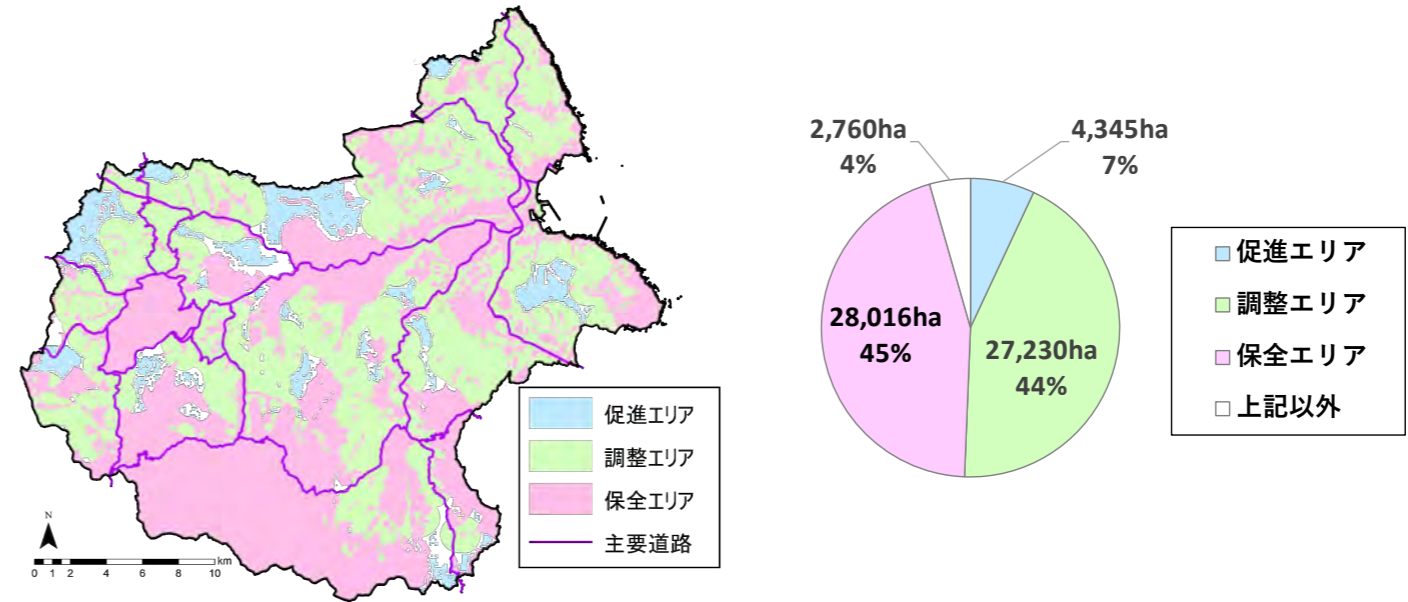 促進エリア
調整エリア
保全エリア
主要道路
N
km
0 1 2 4 6 8 10
2,760ha
4%
4,345ha
7%
28,016ha
45%
27,230ha
44%
促進エリア
調整エリア
保全エリア
上記以外